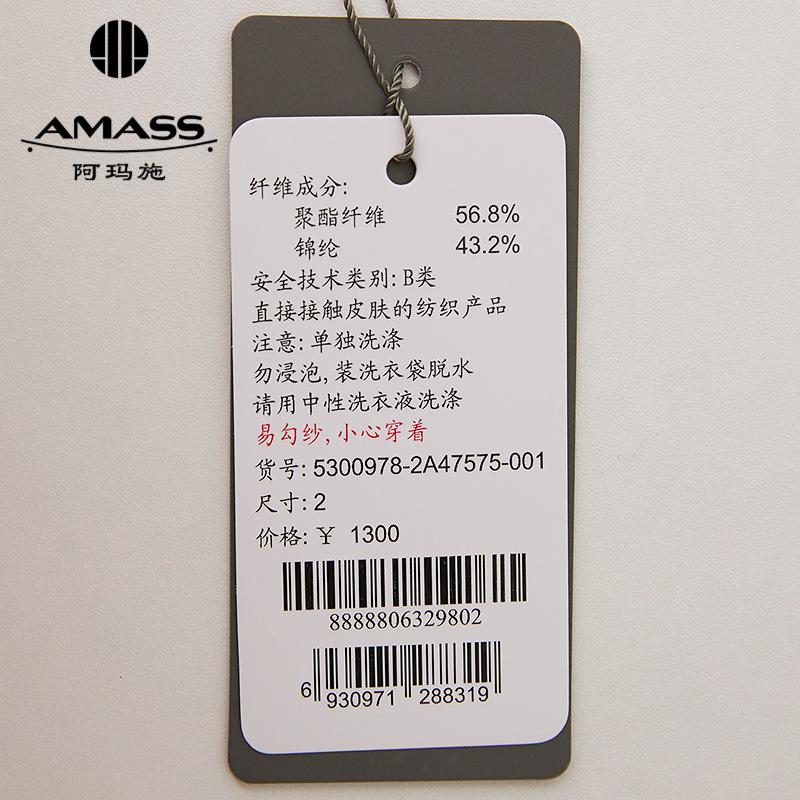 AMASS
阿玛施
纤维成分:
聚酯纤维 56.8%
锦纶 43.2%
安全技术类别: B类
直接接触皮肤的纺织产品
注意: 单独洗涤
勿浸泡, 装洗衣袋脱水
请用中性洗衣液洗涤
易勾纱, 小心穿着
货号: 5300978-2A47575-001
尺寸: 2
价格: ¥ 1300
8888806329802
6 930971 288319